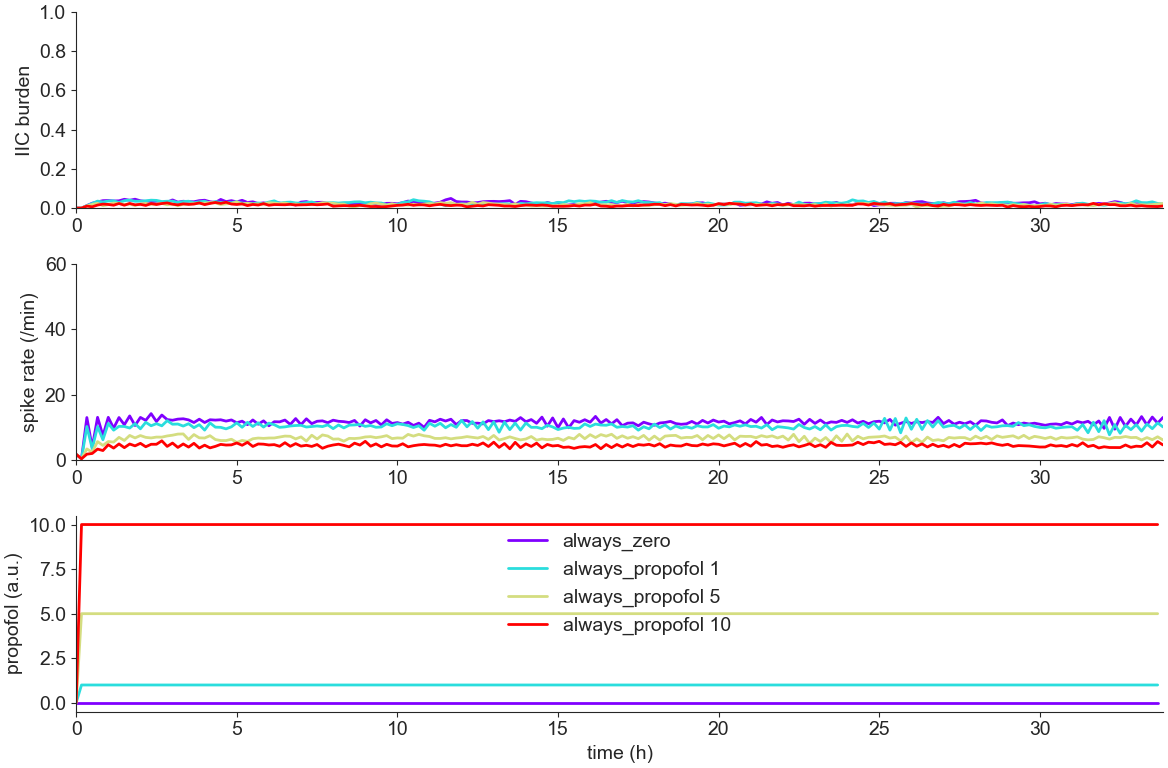 1.0
0.8
0.6
0.4
0.2
0.0
IIC burden
0 5 10 15 20 25 30
60
40
20
0
spike rate (/min)
0 5 10 15 20 25 30
10.0
7.5
5.0
2.5
0.0
propofol (a.u.)
always_zero
always_propofol 1
always_propofol 5
always_propofol 10
0 5 10 15 20 25 30
time (h)